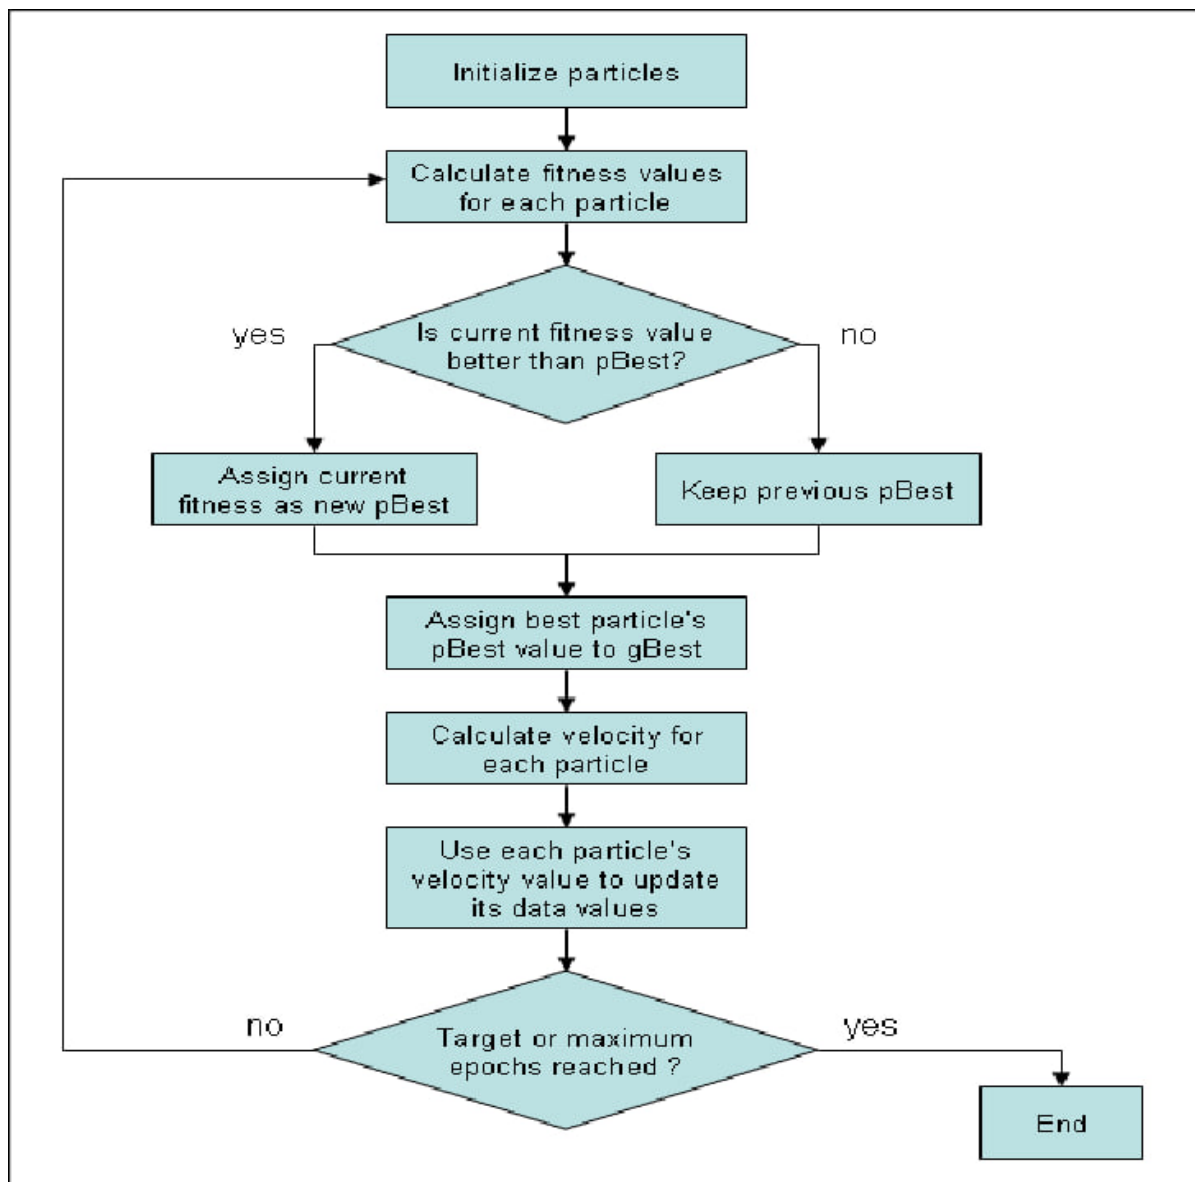 Initialize particles
Calculate fitness values
for each particle
Is current fitness value
better than pBest?
yes
no
Assign current
fitness as new pBest
Keep previous pBest
Assign best particle's
pBest value to gBest
Calculate velocity for
each particle
Use each particle's
velocity value to update
its data values
Target or maximum
epochs reached ?
no
yes
End